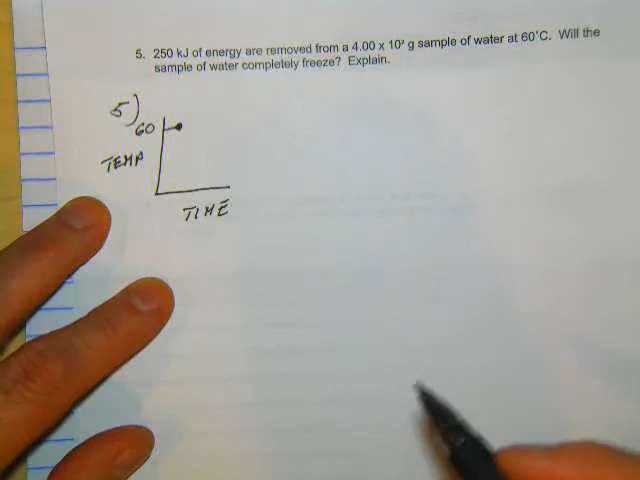 5. 250 kJ of energy are removed from a 4.00 x 10² g sample of water at 60˚C. Will the
sample of water completely freeze? Explain.
5)
60
TEMP
TIME